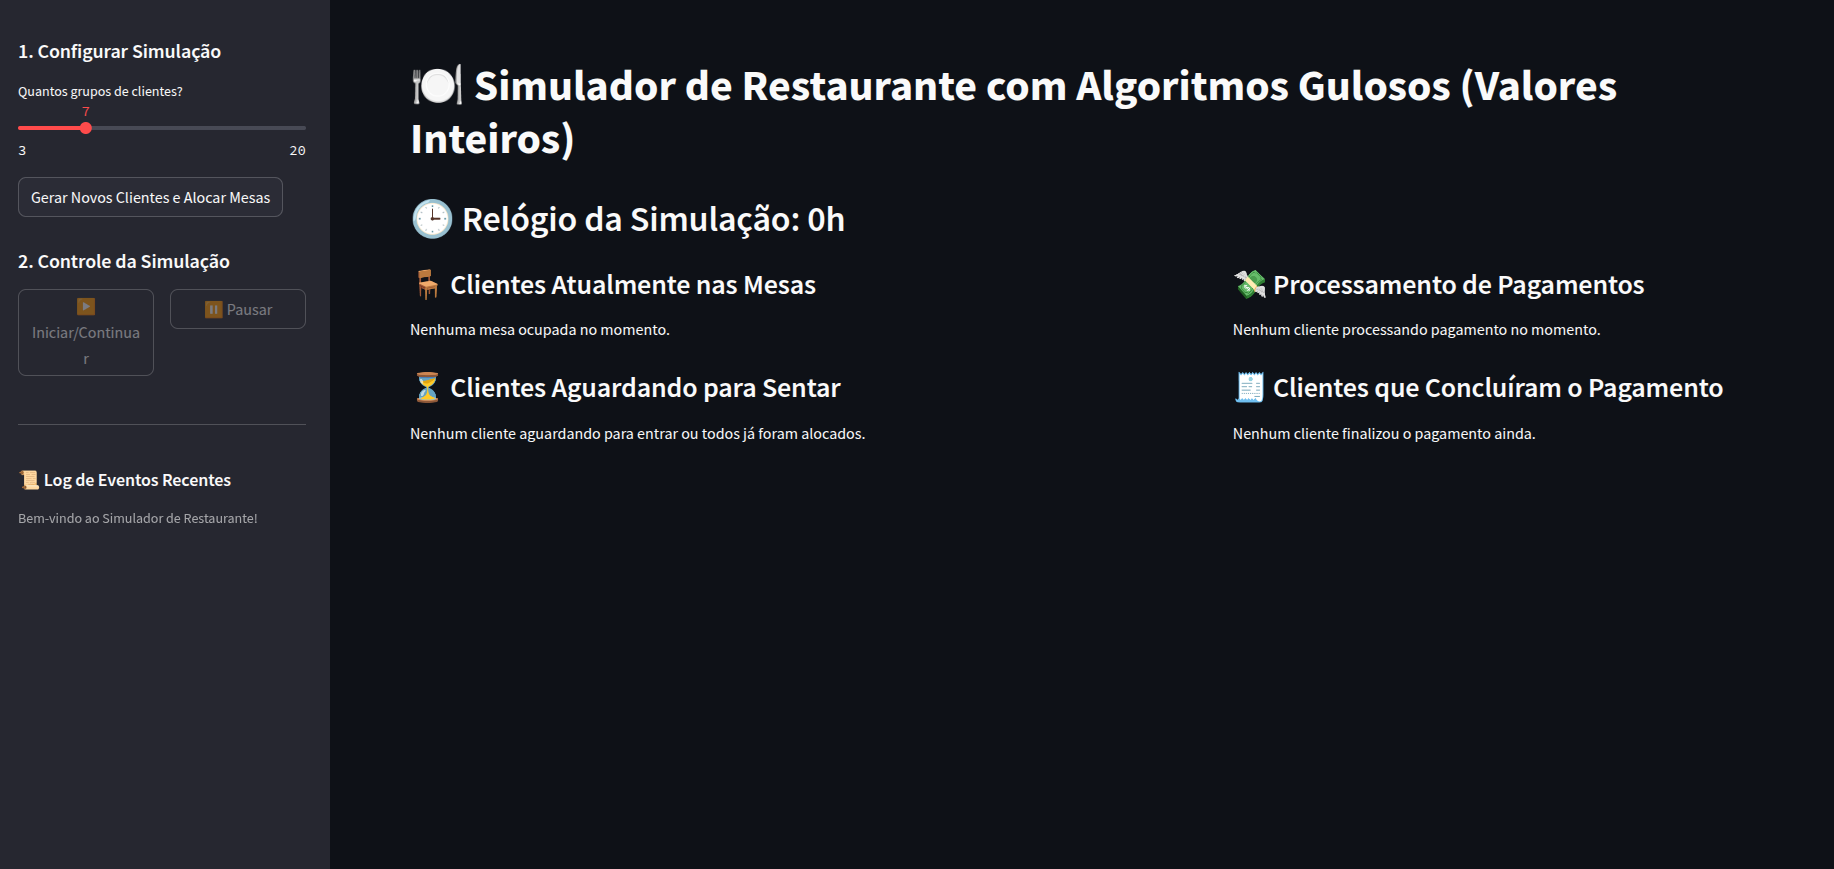 1. Configurar Simulação
Quantos grupos de clientes?
7
3
20
Gerar Novos Clientes e Alocar Mesas
2. Controle da Simulação
▶️
Iniciar/Continua
r
⏸️ Pausar
📜 Log de Eventos Recentes
Bem-vindo ao Simulador de Restaurante!
🍽️ Simulador de Restaurante com Algoritmos Gulosos (Valores
Inteiros)
🕒 Relógio da Simulação: 0h
🪑 Clientes Atualmente nas Mesas
Nenhuma mesa ocupada no momento.
⏳ Clientes Aguardando para Sentar
Nenhum cliente aguardando para entrar ou todos já foram alocados.
💸 Processamento de Pagamentos
Nenhum cliente processando pagamento no momento.
🧾 Clientes que Concluíram o Pagamento
Nenhum cliente finalizou o pagamento ainda.